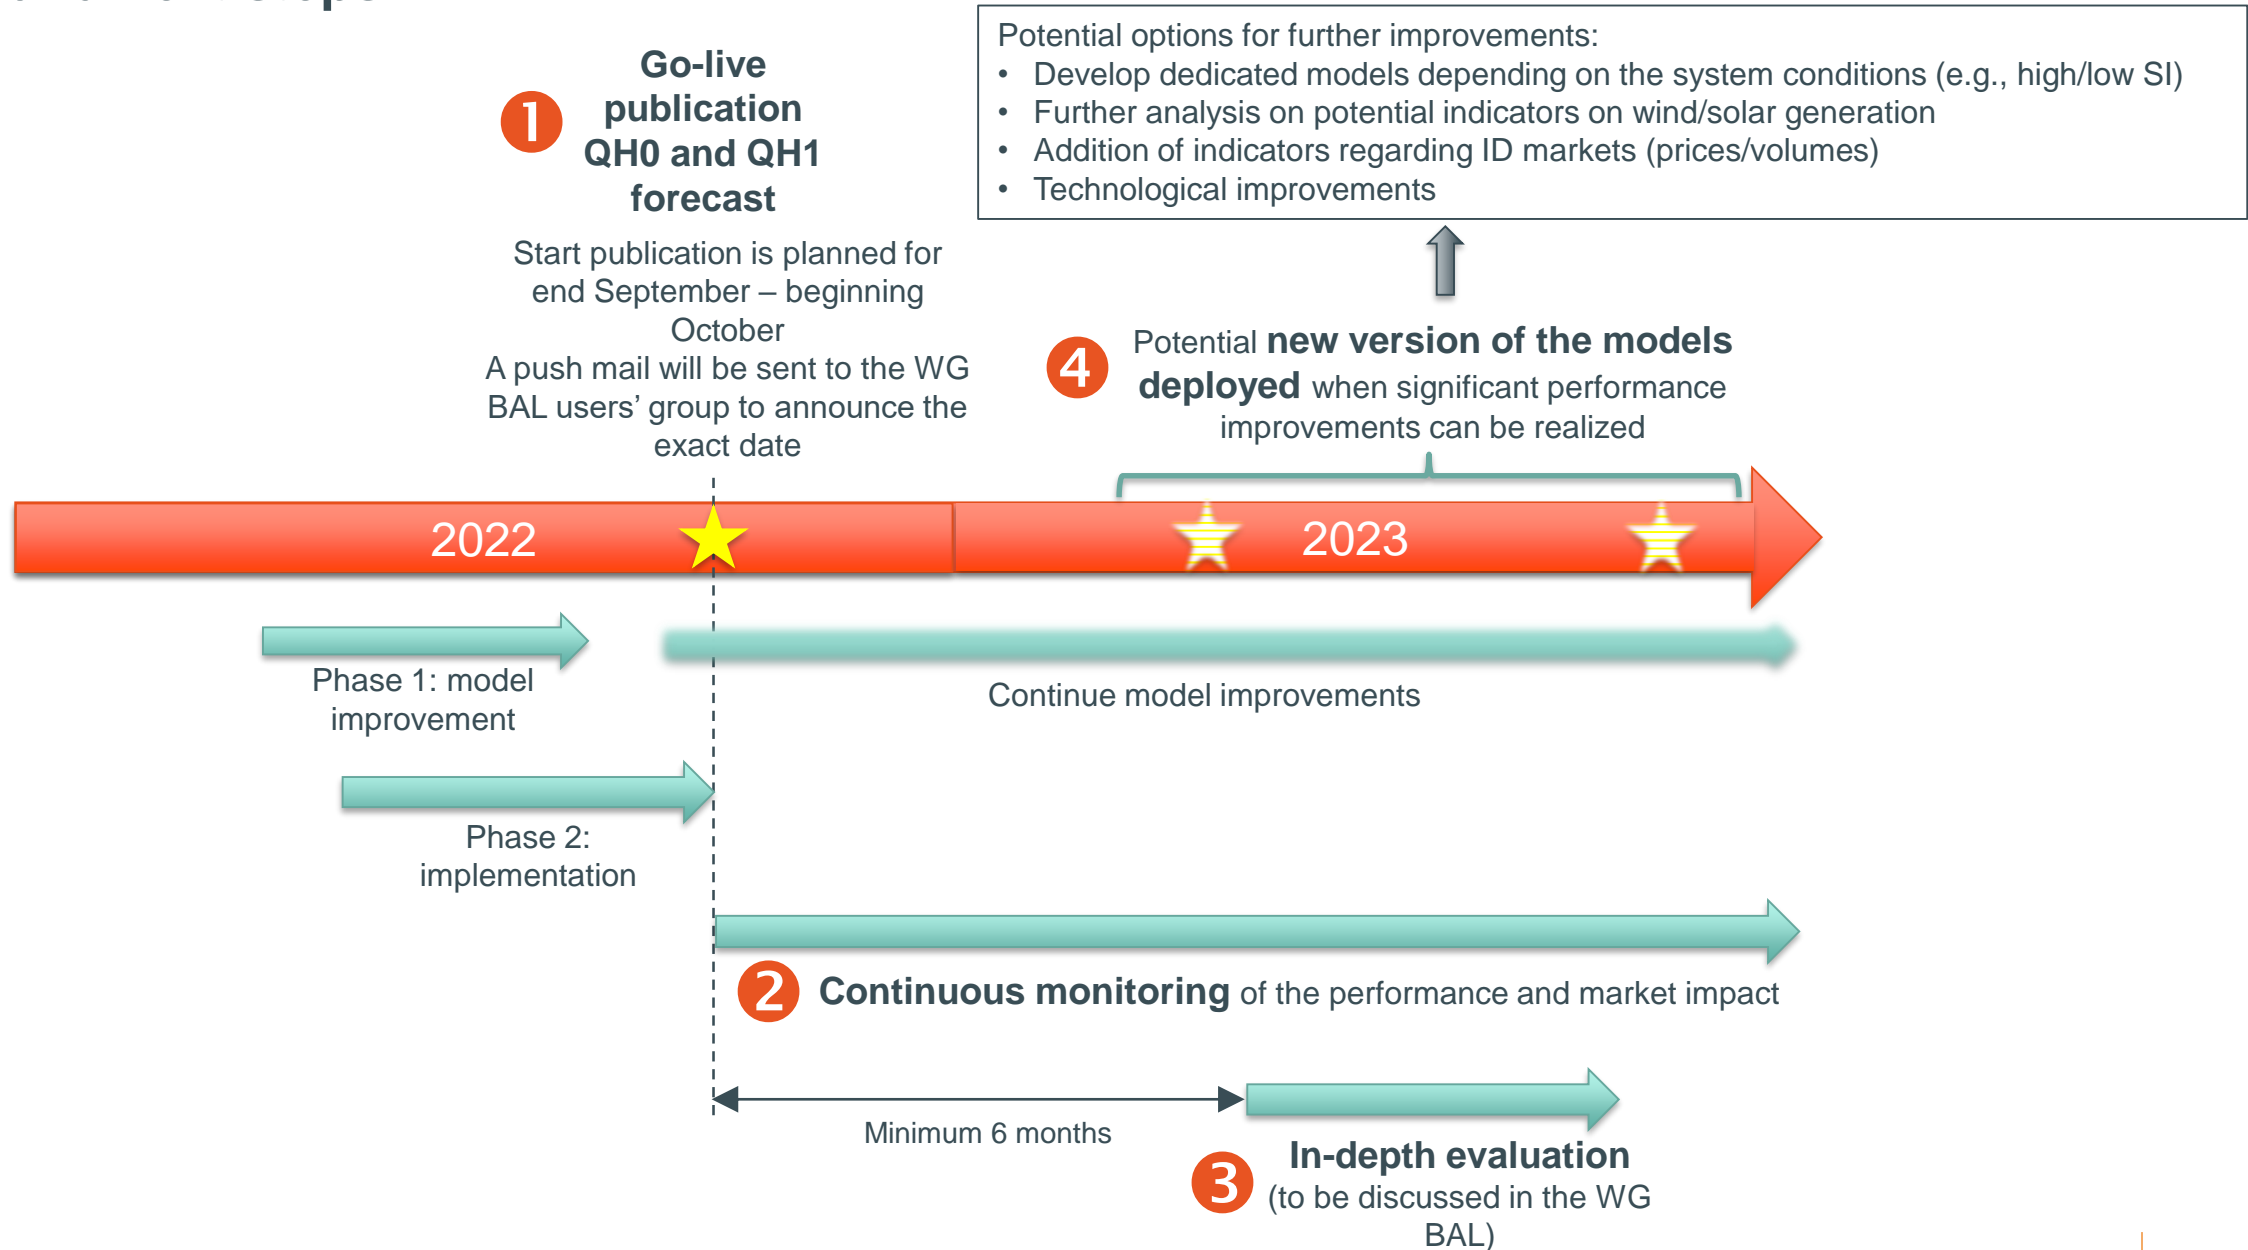 Go-live
publication
QH0 and QH1
forecast
Start publication is planned for
end September – beginning
October
A push mail will be sent to the WG
BAL users’ group to announce the
exact date
Potential options for further improvements:
• Develop dedicated models depending on the system conditions (e.g., high/low SI)
• Further analysis on potential indicators on wind/solar generation
• Addition of indicators regarding ID markets (prices/volumes)
• Technological improvements
1
4
Potential new version of the models
deployed when significant performance
improvements can be realized
2022
2023
Phase 1: model
improvement
Continue model improvements
Phase 2:
implementation
2
Continuous monitoring of the performance and market impact
Minimum 6 months
3
In-depth evaluation
(to be discussed in the WG
BAL)